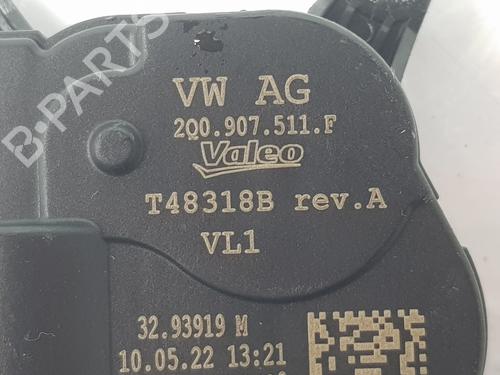 B-PARTS
VW AG
2Q0.907.511.F
Valeo
T48318B rev.A
VL1
32.93919 M
10.05.22 13:21